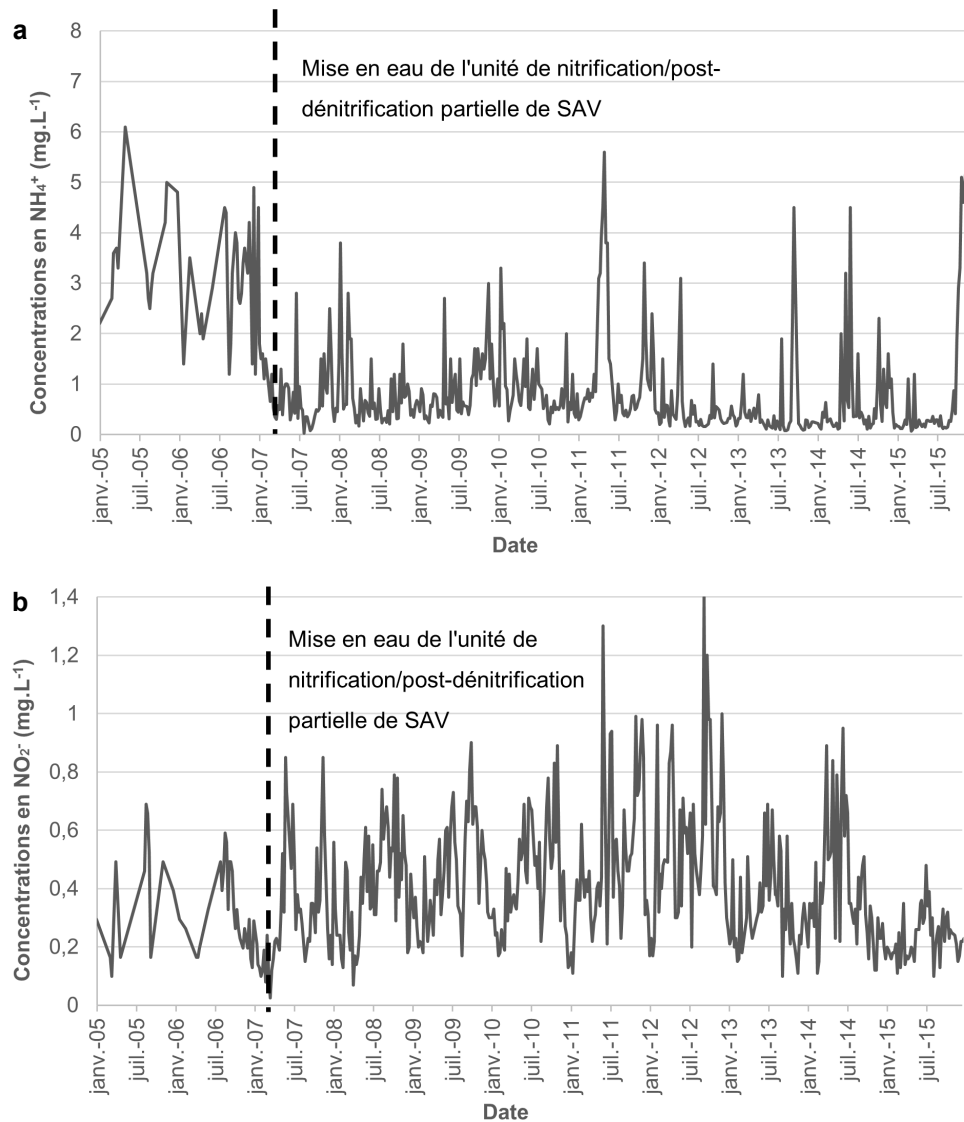 a
8
7
6
5
4
3
2
1
0
Concentrations en NH₄⁺ (mg.L⁻¹)
Mise en eau de l'unité de nitrification/post-
dénitrification partielle de SAV
janv.-05
juil.-05
janv.-06
juil.-06
janv.-07
juil.-07
janv.-08
juil.-08
janv.-09
juil.-09
janv.-10
juil.-10
janv.-11
juil.-11
janv.-12
juil.-12
janv.-13
juil.-13
janv.-14
juil.-14
janv.-15
juil.-15
Date
b
1,4
1,2
1
0,8
0,6
0,4
0,2
0
Concentrions en NO₂⁻ (mg.L⁻¹)
Mise en eau de l'unité de
nitrification/post-dénitrification
partielle de SAV
janv.-05
juil.-05
janv.-06
juil.-06
janv.-07
juil.-07
janv.-08
juil.-08
janv.-09
juil.-09
janv.-10
juil.-10
janv.-11
juil.-11
janv.-12
juil.-12
janv.-13
juil.-13
janv.-14
juil.-14
janv.-15
juil.-15
Date